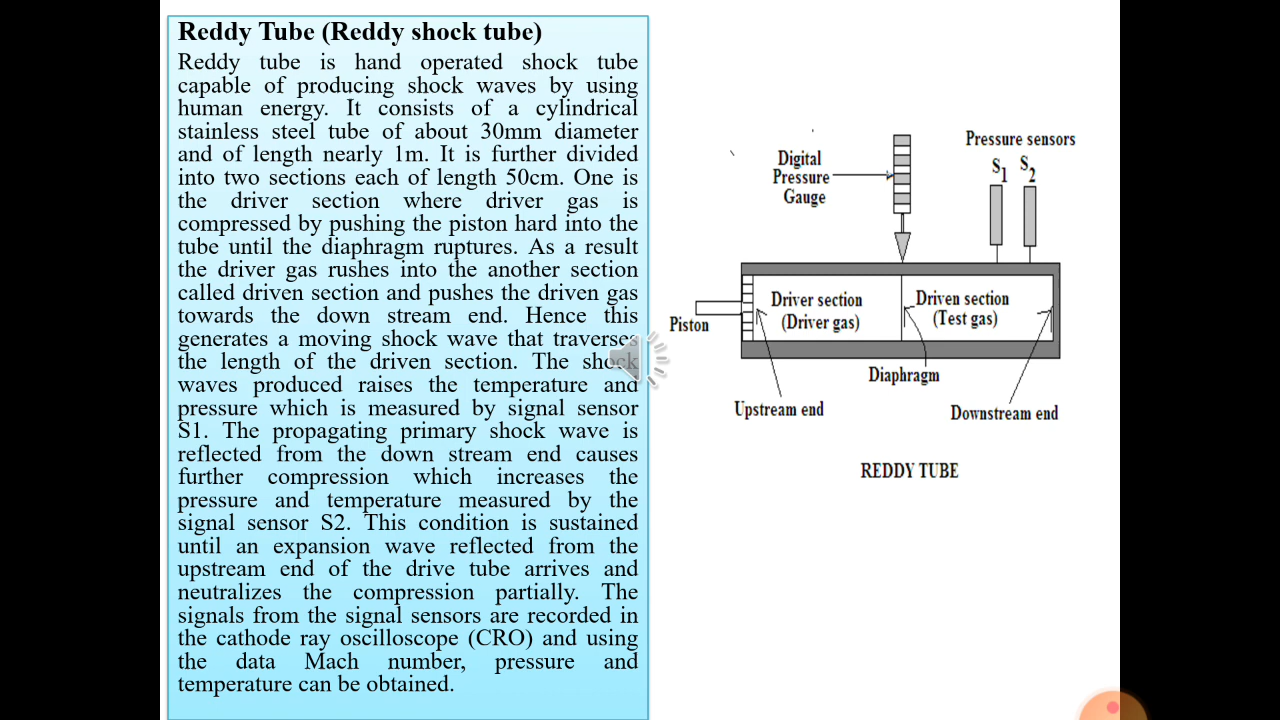 Reddy Tube (Reddy shock tube)
Reddy tube is hand operated shock tube
capable of producing shock waves by using
human energy. It consists of a cylindrical
stainless steel tube of about 30mm diameter
and of length nearly 1m. It is further divided
into two sections each of length 50cm. One is
the driver section where driver gas is
compressed by pushing the piston hard into the
tube until the diaphragm ruptures. As a result
the driver gas rushes into the another section
called driven section and pushes the driven gas
towards the down stream end. Hence this
generates a moving shock wave that traverses
the length of the driven section. The shock
waves produced raises the temperature and
pressure which is measured by signal sensor
S1. The propagating primary shock wave is
reflected from the down stream end causes
further compression which increases the
pressure and temperature measured by the
signal sensor S2. This condition is sustained
until an expansion wave reflected from the
upstream end of the drive tube arrives and
neutralizes the compression partially. The
signals from the signal sensors are recorded in
the cathode ray oscilloscope (CRO) and using
the data Mach number, pressure and
temperature can be obtained.
Pressure sensors
S1 S2
Digital
Pressure
Gauge
Driver section
(Driver gas)
Driven section
(Test gas)
Piston
Diaphragm
Upstream end
Downstream end
REDDY TUBE